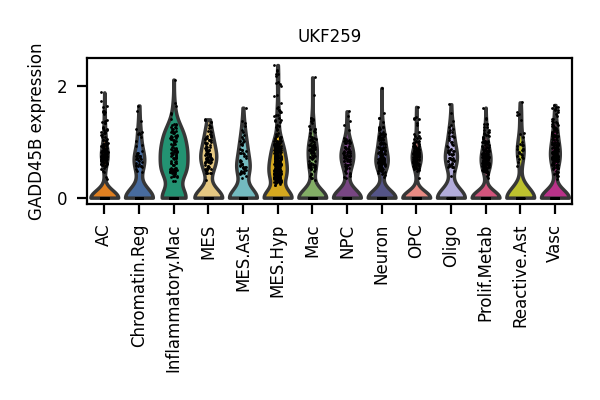 UKF259
GADD45B expression
2
0
AC
Chromatin.Reg
Inflammatory.Mac
MES
MES.Ast
MES.Hyp
Mac
NPC
Neuron
OPC
Oligo
Prolif.Metab
Reactive.Ast
Vasc